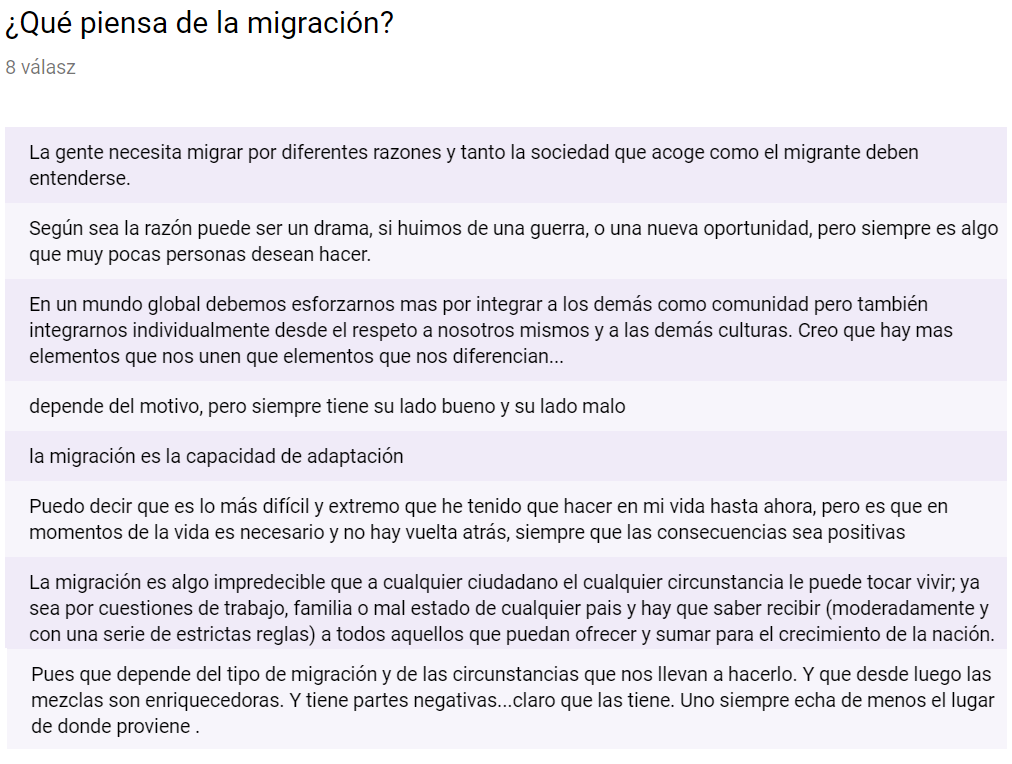 ¿Qué piensa de la migración?
8 válasz
La gente necesita migrar por diferentes razones y tanto la sociedad que acoge como el migrante deben
entenderse.
Según sea la razón puede ser un drama, si huimos de una guerra, o una nueva oportunidad, pero siempre es algo
que muy pocas personas desean hacer.
En un mundo global debemos esforzarnos mas por integrar a los demás como comunidad pero también
integrarnos individualmente desde el respeto a nosotros mismos y a las demás culturas. Creo que hay mas
elementos que nos unen que elementos que nos diferencian...
depende del motivo, pero siempre tiene su lado bueno y su lado malo
la migración es la capacidad de adaptación
Puedo decir que es lo más difícil y extremo que he tenido que hacer en mi vida hasta ahora, pero es que en
momentos de la vida es necesario y no hay vuelta atrás, siempre que las consecuencias sea positivas
La migración es algo impredecible que a cualquier ciudadano el cualquier circunstancia le puede tocar vivir; ya
sea por cuestiones de trabajo, familia o mal estado de cualquier pais y hay que saber recibir (moderadamente y
con una serie de estrictas reglas) a todos aquellos que puedan ofrecer y sumar para el crecimiento de la nación.
Pues que depende del tipo de migración y de las circunstancias que nos llevan a hacerlo. Y que desde luego las
mezclas son enriquecedoras. Y tiene partes negativas...claro que las tiene. Uno siempre echa de menos el lugar
de donde proviene .